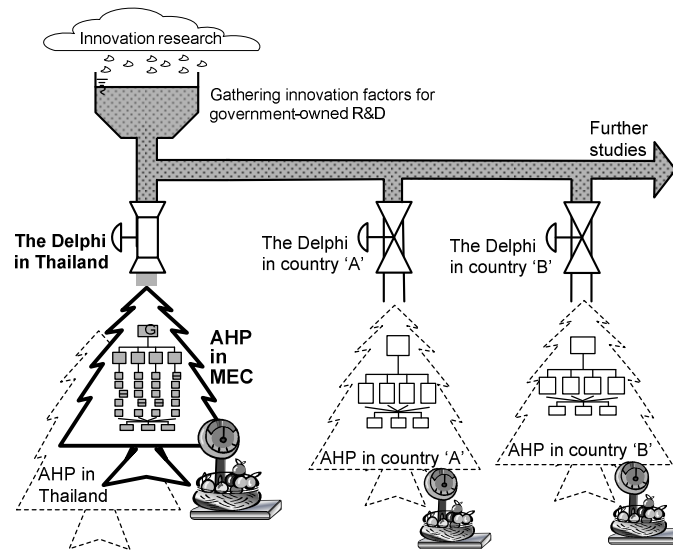 Innovation research
Gathering innovation factors for
government-owned R&D
Further
studies
The Delphi
in Thailand
The Delphi
in country ‘A’
The Delphi
in country ‘B’
G
AHP
in
MEC
AHP in
Thailand
AHP in country ‘A’
AHP in country ‘B’